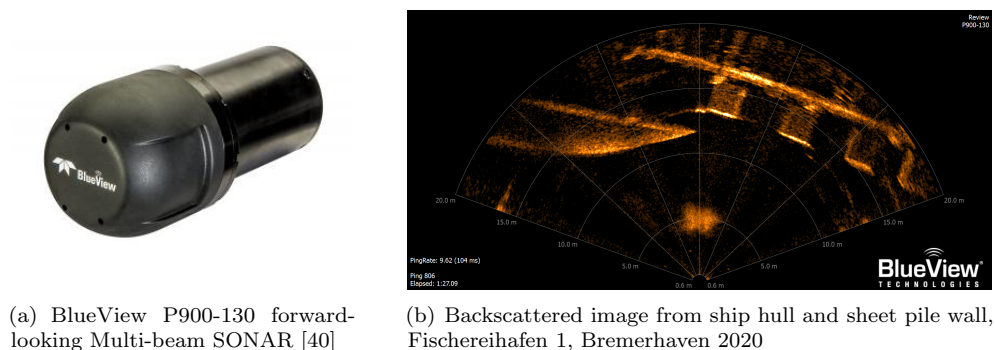 BlueView
Review
P900-130
20.0 m
20.0 m
15.0 m
15.0 m
10.0 m
10.0 m
5.0 m
5.0 m
PingRate: 9.62 (104 ms)
Ping 806
Elapsed: 1:27.09
0.6 m
0.6 m
BlueView®
TECHNOLOGIES
(a) BlueView P900-130 forward-
looking Multi-beam SONAR [40]
(b) Backscattered image from ship hull and sheet pile wall,
Fischereihafen 1, Bremerhaven 2020